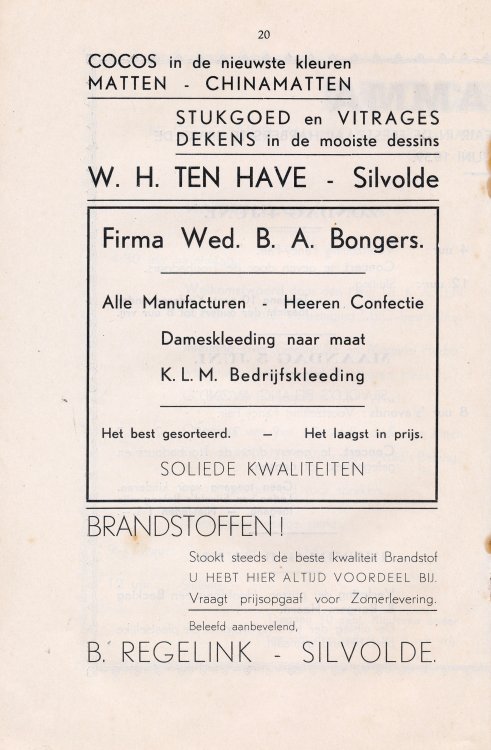 20
COCOS in de nieuwste kleuren
MATTEN - CHINAMATTEN
STUKGOED en VITRAGES
DEKENS in de mooiste dessins
W. H. TEN HAVE - Silvolde
Firma Wed. B. A. Bongers.
Alle Manufacturen - Heeren Confectie
Dameskleeding naar maat
K. L. M. Bedrijfskleeding
Het best gesorteerd. — Het laagst in prijs.
SOLIEDE KWALITEITEN
BRANDSTOFFEN!
Stookt steeds de beste kwaliteit Brandstof
U HEBT HIER ALTIJD VOORDEEL BIJ.
Vraagt prijsopgaaf voor Zomerlevering.
Beleefd aanbevelend,
B. REGELINK - SILVOLDE.